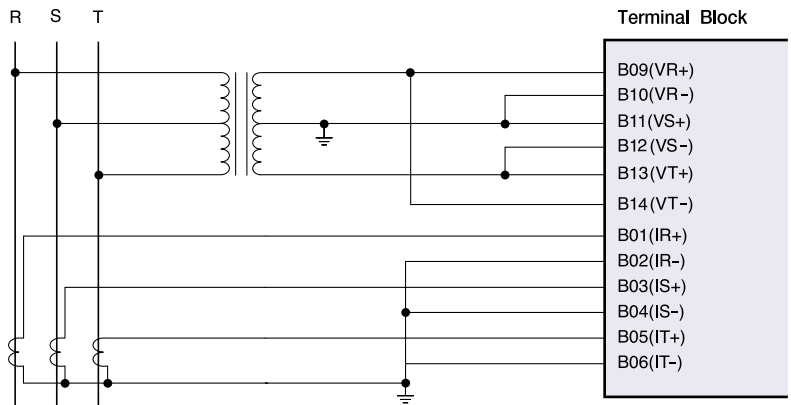 R S T
Terminal Block
B09(VR+)
B10(VR-)
B11(VS+)
B12(VS-)
B13(VT+)
B14(VT-)
B01(IR+)
B02(IR-)
B03(IS+)
B04(IS-)
B05(IT+)
B06(IT-)